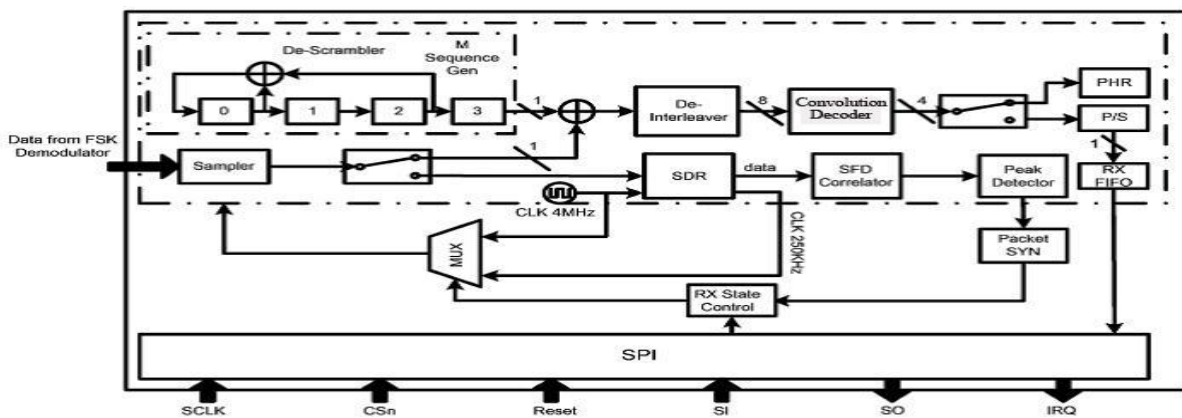 De-Scrambler
M
Sequence
Gen
0
1
2
3
1
De-
Interleaver
8
Convolution
Decoder
4
PHR
P/S
1
RX
FIFO
Data from FSK
Demodulator
Sampler
1
SDR
data
SFD
Correlator
Peak
Detector
CLK 4MHz
CLK 250KHz
MUX
Packet
SYN
RX State
Control
SPI
SCLK
CSn
Reset
SI
SO
IRQ